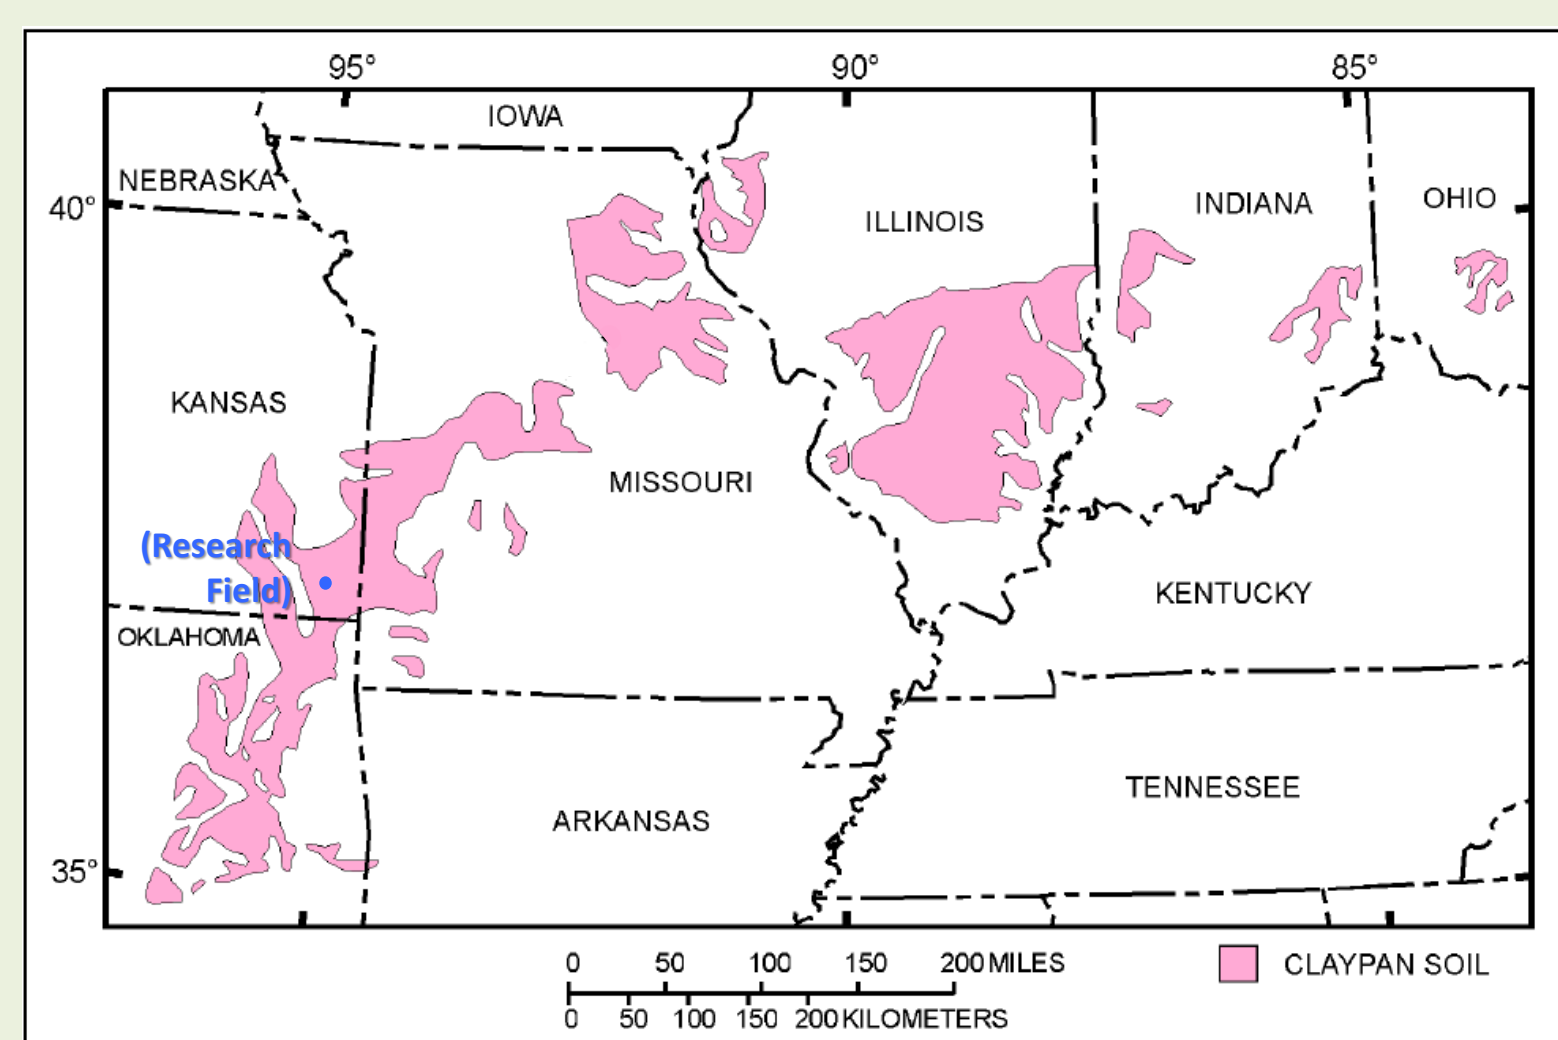 95°
90°
85°
IOWA
NEBRASKA
40°
ILLINOIS
INDIANA
OHIO
KANSAS
MISSOURI
(Research
Field)
KENTUCKY
OKLAHOMA
TENNESSEE
ARKANSAS
35°
0 50 100 150 200 MILES
0 50 100 150 200 KILOMETERS
CLAYPAN SOIL